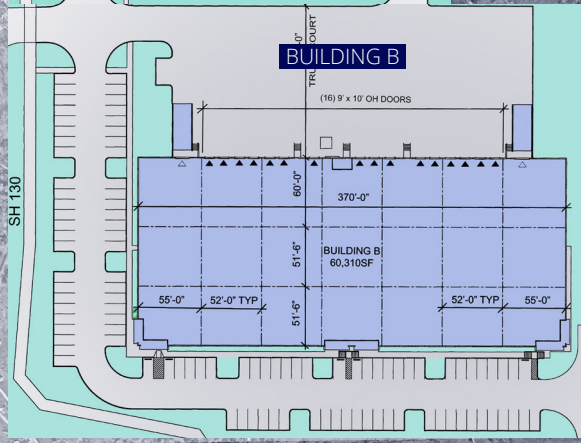 BUILDING B
COURT
(16) 9' x 10' OH DOORS
SH 130
60'-0"
370'-0"
BUILDING B
60,310SF
51'-6"
55'-0"
52'-0" TYP
52'-0" TYP
55'-0"
51'-6"